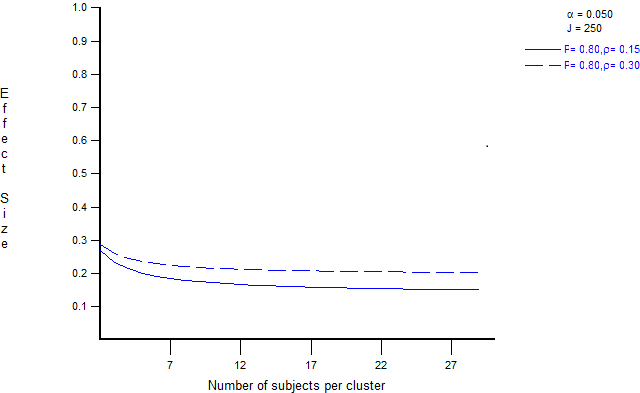 α = 0.050
J = 250
P= 0.80,ρ= 0.15
P= 0.80,ρ= 0.30
Effect Size
1.0
0.9
0.8
0.7
0.6
0.5
0.4
0.3
0.2
0.1
7 12 17 22 27
Number of subjects per cluster